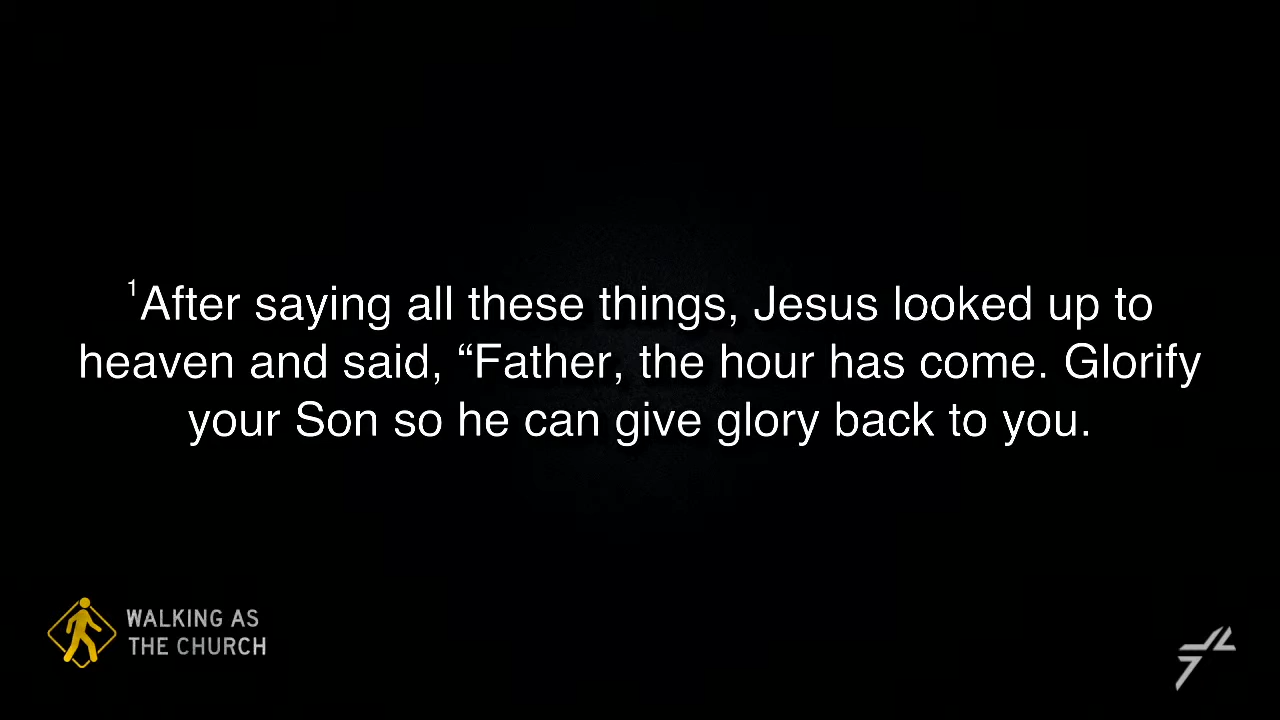 ¹After saying all these things, Jesus looked up to
heaven and said, “Father, the hour has come. Glorify
your Son so he can give glory back to you.
WALKING AS
THE CHURCH